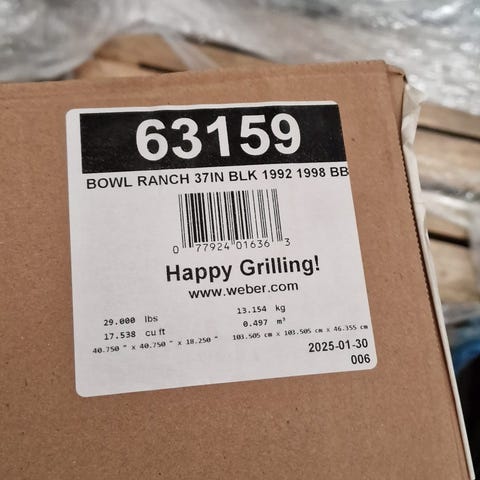 63159
BOWL RANCH 37IN BLK 1992 1998 BB
0 77924 01636 3
Happy Grilling!
www.weber.com
29.000 lbs 13.154 kg
17.538 cu ft 0.497 m³
40.750 " x 40.750 " x 18.250 " 103.505 cm x 103.505 cm x 46.355 cm
2025-01-30
006